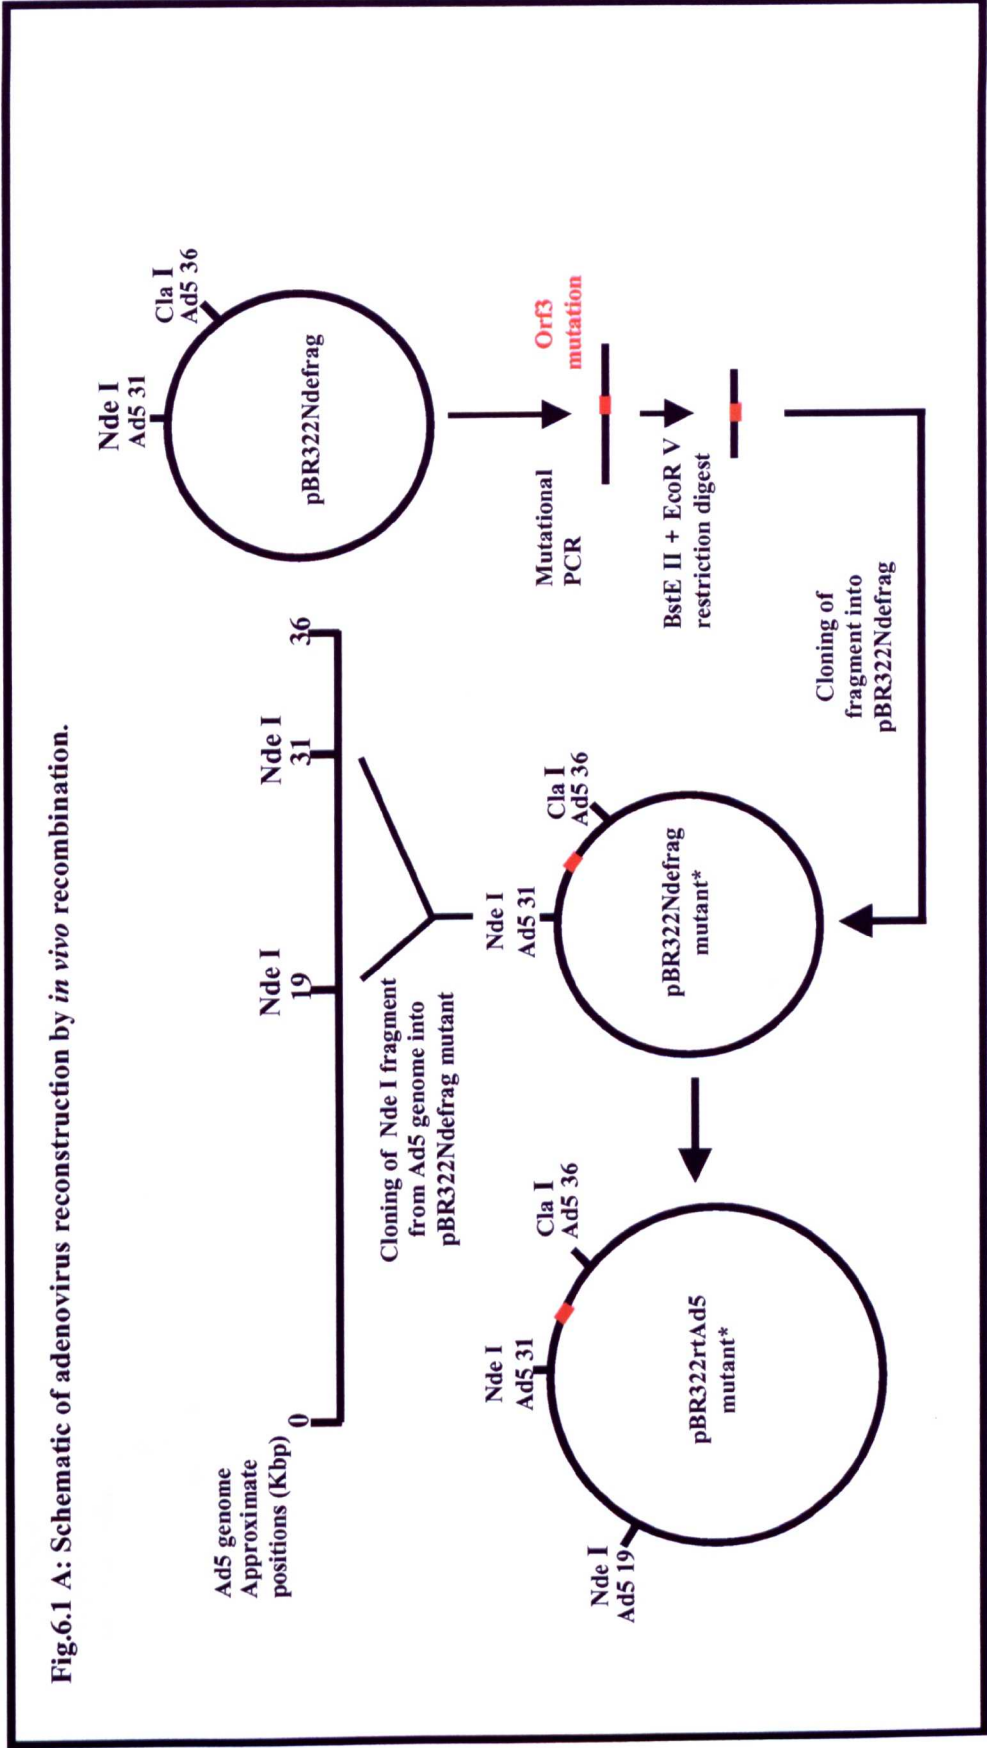 Fig.6.1 A: Schematic of adenovirus reconstruction by in vivo recombination.
Ad5 genome
Approximate
positions (Kbp)
0
Nde I
19
Nde I
31
36
Cloning of Nde I fragment
from Ad5 genome into
pBR322Ndefrag mutant
Nde I
Ad5 31
Cla I
Ad5 36
pBR322Ndefrag
Mutational
PCR
Orf3
mutation
BstE II + EcoR V
restriction digest
Cloning of
fragment into
pBR322Ndefrag
Nde I
Ad5 31
Cla I
Ad5 36
pBR322Ndefrag
mutant*
Nde I
Ad5 19
Nde I
Ad5 31
Cla I
Ad5 36
pBR322rtAd5
mutant*